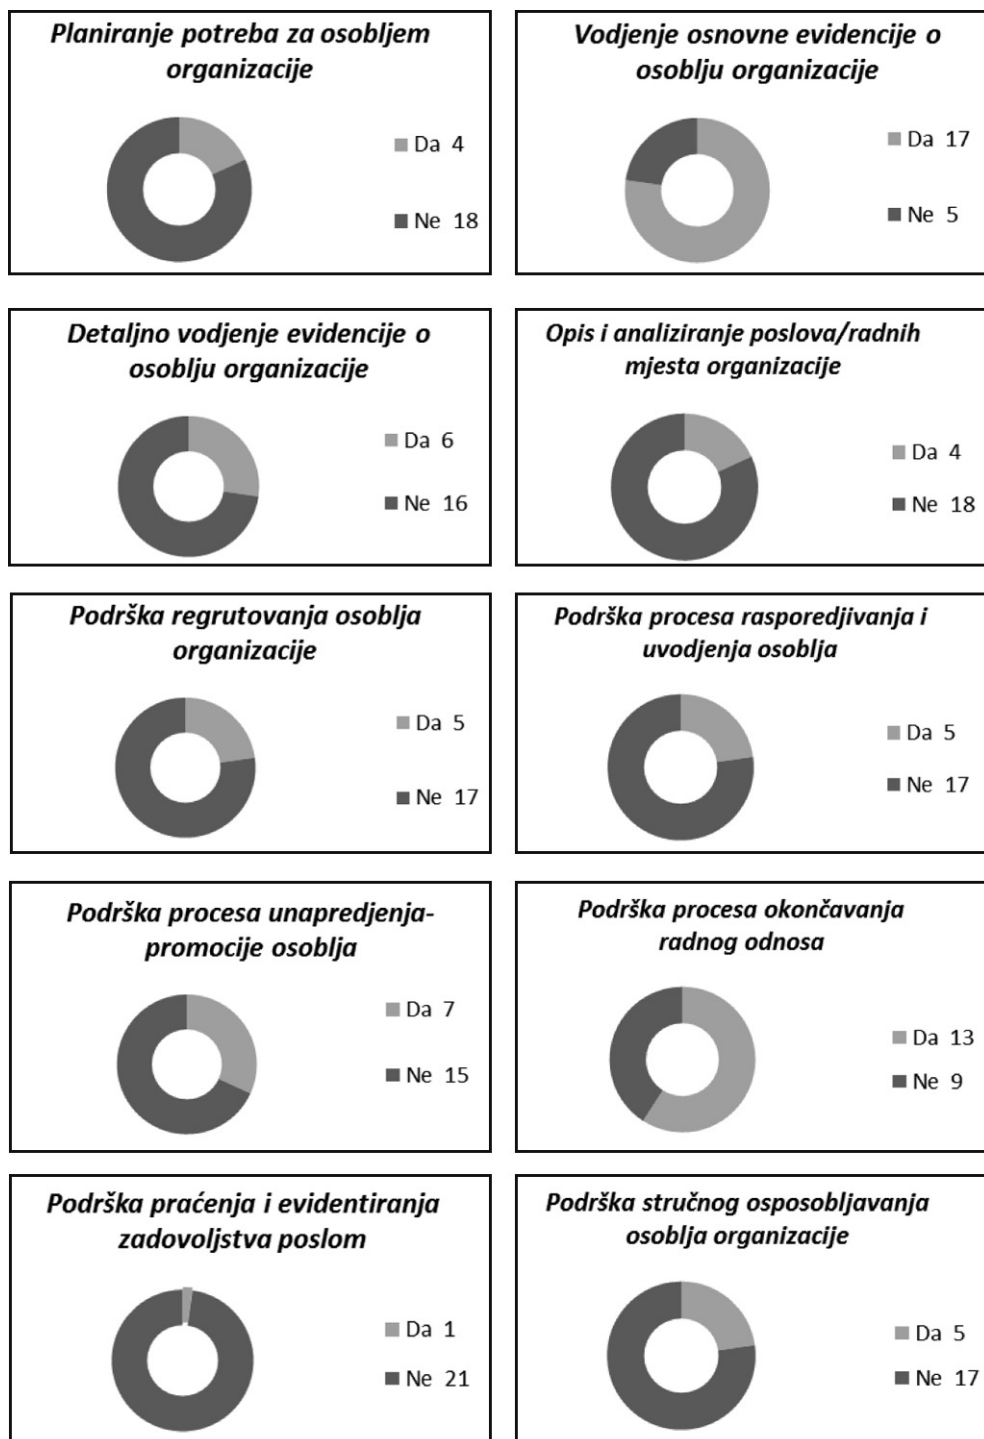 Planiranje potreba za osobljem
organizacije
Da 4
Ne 18
Vodjenje osnovne evidencije o
osoblju organizacije
Da 17
Ne 5
Detaljno vodjenje evidencije o
osoblju organizacije
Da 6
Ne 16
Opis i analiziranje poslova/radnih
mjesta organizacije
Da 4
Ne 18
Podrška regrutovanja osoblja
organizacije
Da 5
Ne 17
Podrška procesa rasporedjivanja i
uvodjenja osoblja
Da 5
Ne 17
Podrška procesa unapredjenja-
promocije osoblja
Da 7
Ne 15
Podrška procesa okončavanja
radnog odnosa
Da 13
Ne 9
Podrška praćenja i evidentiranja
zadovoljstva poslom
Da 1
Ne 21
Podrška stručnog osposobljavanja
osoblja organizacije
Da 5
Ne 17